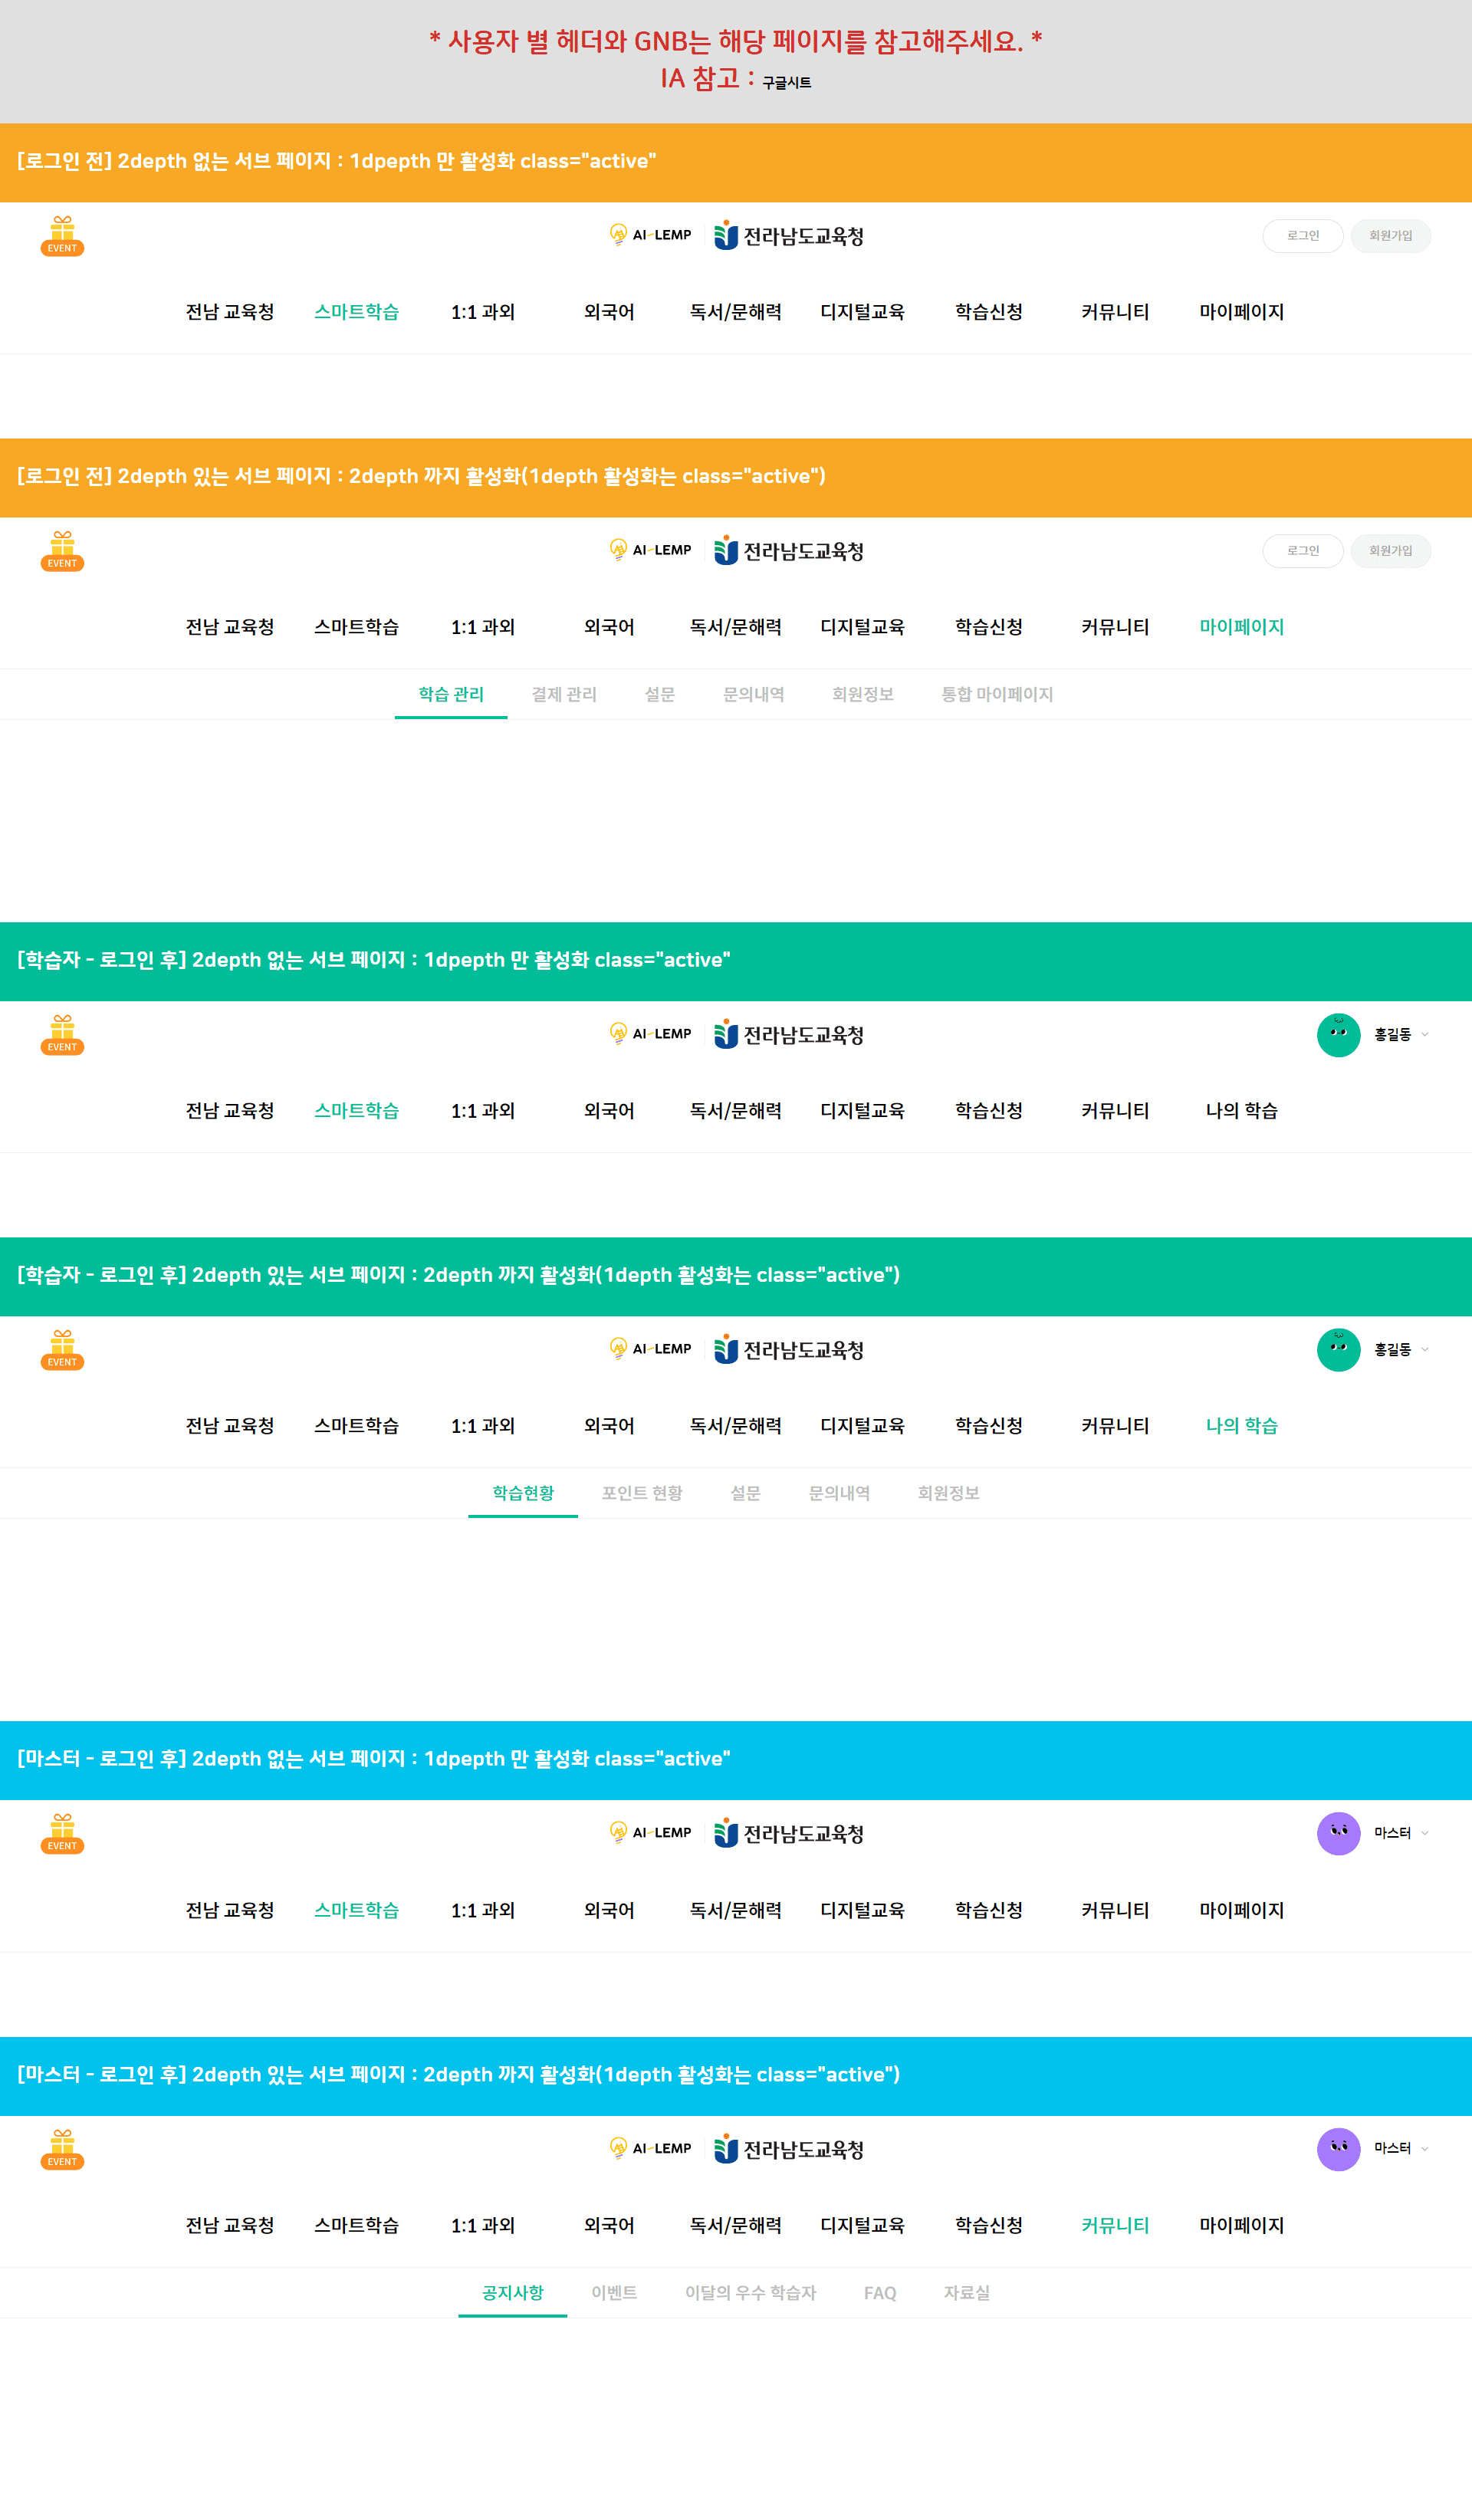 * 사용자 별 헤더와 GNB는 해당 페이지를 참고해주세요. *
IA 참고 : 구글시트
[로그인 전] 2depth 없는 서브 페이지 : 1dpepth 만 활성화 class="active"
EVENT
AI-LEMP 전라남도교육청
로그인 회원가입
전남 교육청 스마트학습 1:1 과외 외국어 독서/문해력 디지털교육 학습신청 커뮤니티 마이페이지
[로그인 전] 2depth 있는 서브 페이지 : 2depth 까지 활성화(1depth 활성화는 class="active")
EVENT
AI-LEMP 전라남도교육청
로그인 회원가입
전남 교육청 스마트학습 1:1 과외 외국어 독서/문해력 디지털교육 학습신청 커뮤니티 마이페이지
학습 관리 결제 관리 설문 문의내역 회원정보 통합 마이페이지
[학습자 - 로그인 후] 2depth 없는 서브 페이지 : 1dpepth 만 활성화 class="active"
EVENT
AI-LEMP 전라남도교육청
홍길동
전남 교육청 스마트학습 1:1 과외 외국어 독서/문해력 디지털교육 학습신청 커뮤니티 나의 학습
[학습자 - 로그인 후] 2depth 있는 서브 페이지 : 2depth 까지 활성화(1depth 활성화는 class="active")
EVENT
AI-LEMP 전라남도교육청
홍길동
전남 교육청 스마트학습 1:1 과외 외국어 독서/문해력 디지털교육 학습신청 커뮤니티 나의 학습
학습현황 포인트 현황 설문 문의내역 회원정보
[마스터 - 로그인 후] 2depth 없는 서브 페이지 : 1dpepth 만 활성화 class="active"
EVENT
AI-LEMP 전라남도교육청
마스터
전남 교육청 스마트학습 1:1 과외 외국어 독서/문해력 디지털교육 학습신청 커뮤니티 마이페이지
[마스터 - 로그인 후] 2depth 있는 서브 페이지 : 2depth 까지 활성화(1depth 활성화는 class="active")
EVENT
AI-LEMP 전라남도교육청
마스터
전남 교육청 스마트학습 1:1 과외 외국어 독서/문해력 디지털교육 학습신청 커뮤니티 마이페이지
공지사항 이벤트 이달의 우수 학습자 FAQ 자료실